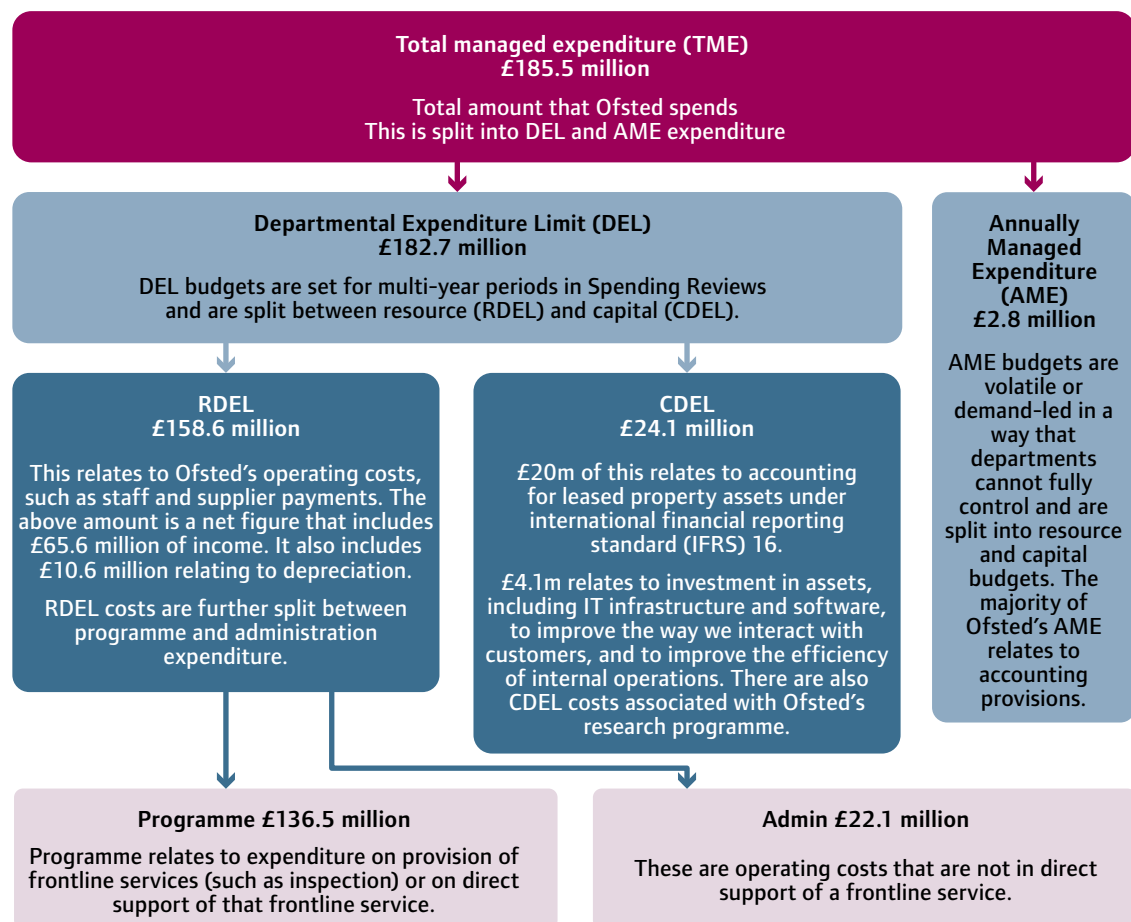 Total managed expenditure (TME)
£185.5 million
Total amount that Ofsted spends
This is split into DEL and AME expenditure
Departmental Expenditure Limit (DEL)
£182.7 million
DEL budgets are set for multi-year periods in Spending Reviews
and are split between resource (RDEL) and capital (CDEL).
Annually
Managed
Expenditure
(AME)
£2.8 million
AME budgets are
volatile or
demand-led in a
way that
departments
cannot fully
control and are
split into resource
and capital
budgets. The
majority of
Ofsted's AME
relates to
accounting
provisions.
RDEL
£158.6 million
This relates to Ofsted's operating costs,
such as staff and supplier payments. The
above amount is a net figure that includes
£65.6 million of income. It also includes
£10.6 million relating to depreciation.
RDEL costs are further split between
programme and administration
expenditure.
CDEL
£24.1 million
£20m of this relates to accounting
for leased property assets under
international financial reporting
standard (IFRS) 16.
£4.1m relates to investment in assets,
including IT infrastructure and software,
to improve the way we interact with
customers, and to improve the efficiency
of internal operations. There are also
CDEL costs associated with Ofsted's
research programme.
Programme £136.5 million
Programme relates to expenditure on provision of
frontline services (such as inspection) or on direct
support of that frontline service.
Admin £22.1 million
These are operating costs that are not in direct
support of a frontline service.